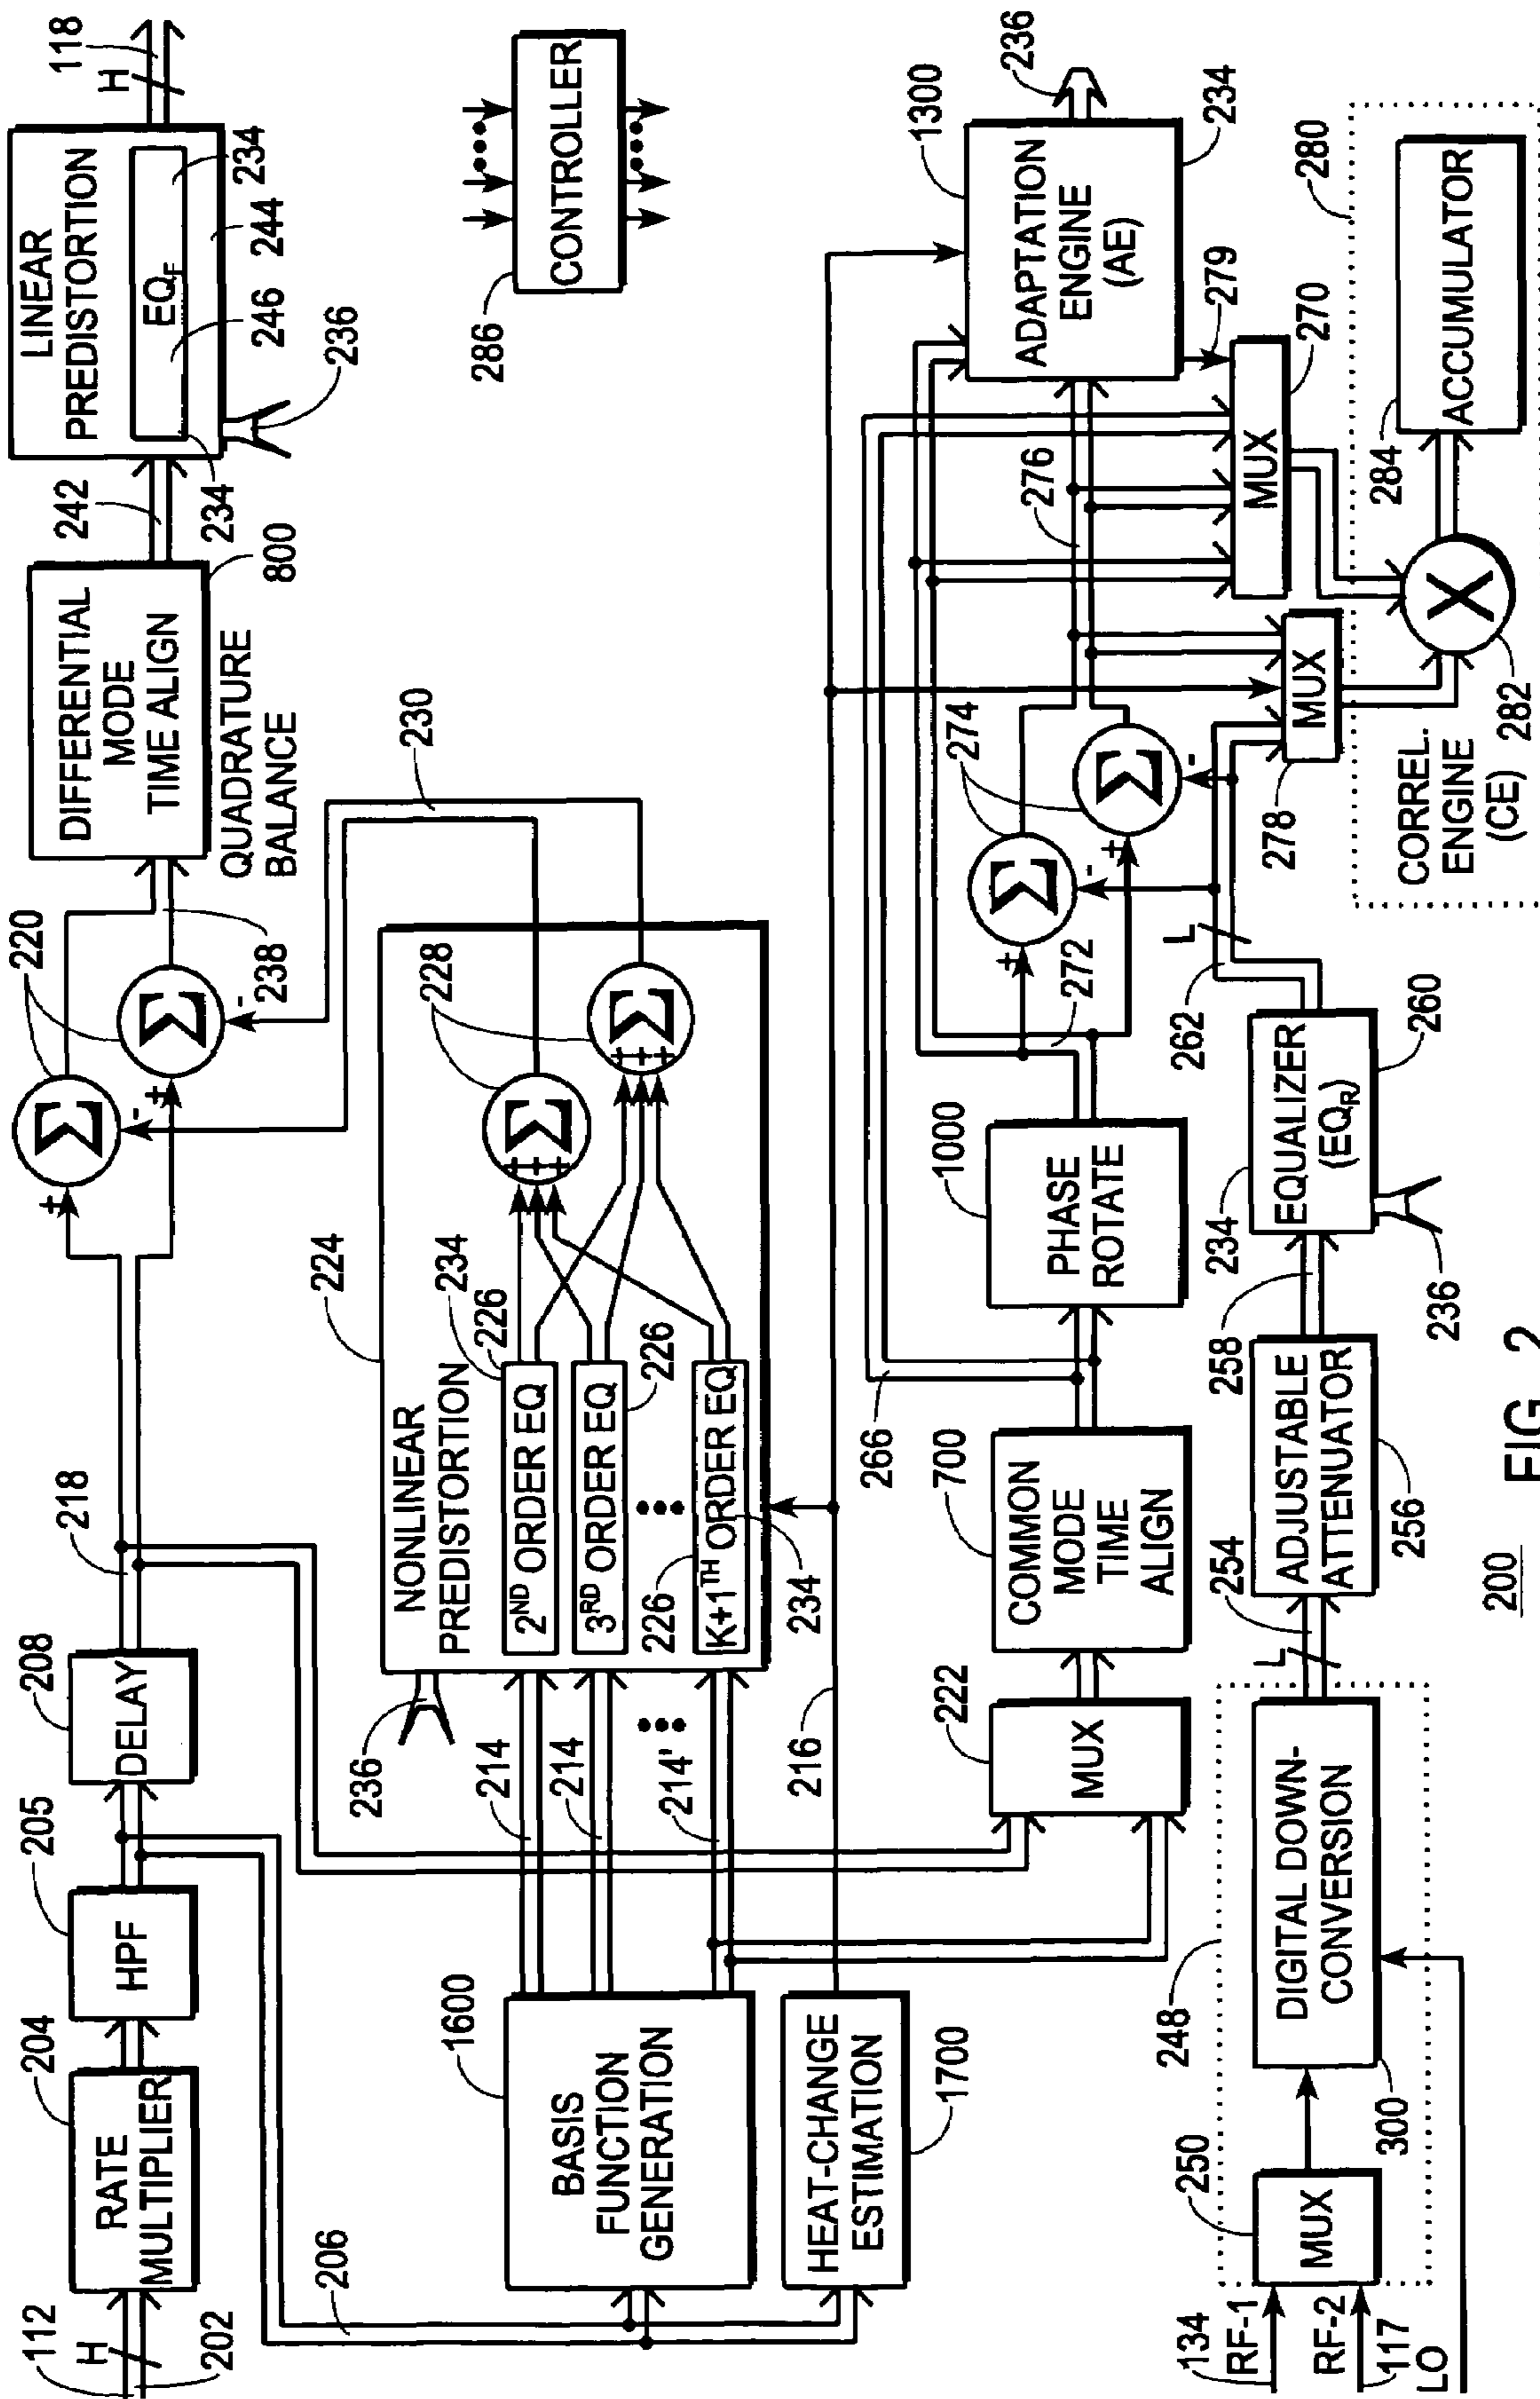 112
H
202
RATE
MULTIPLIER
204
HPF
205
DELAY
208
206
218
+
-
+
-
Σ
Σ
220
238
DIFFERENTIAL
MODE
TIME ALIGN
800
QUADRATURE
BALANCE
242
LINEAR
PREDISTORTION
EQF
234
234
244
246
236
H
118
BASIS
FUNCTION
GENERATION
1600
HEAT-CHANGE
ESTIMATION
1700
214
214
214'
216
236
NONLINEAR
PREDISTORTION
224
2ND ORDER EQ
3RD ORDER EQ
K+1TH ORDER EQ
234
226
226
226
234
+++
+++
Σ
Σ
228
230
CONTROLLER
286
MUX
222
COMMON
MODE
TIME
ALIGN
700
266
PHASE
ROTATE
1000
272
+
-
+
-
Σ
Σ
274
276
ADAPTATION
ENGINE
(AE)
1300
236
234
279
MUX
270
MUX
278
134
RF-1
RF-2
117
LO
MUX
250
248
DIGITAL DOWN-
CONVERSION
300
L
254
ADJUSTABLE
ATTENUATOR
256
258
EQUALIZER
(EQR)
234
260
236
262
L
CORREL.
ENGINE
(CE)
282
X
ACCUMULATOR
284
280
200
FIG. 2